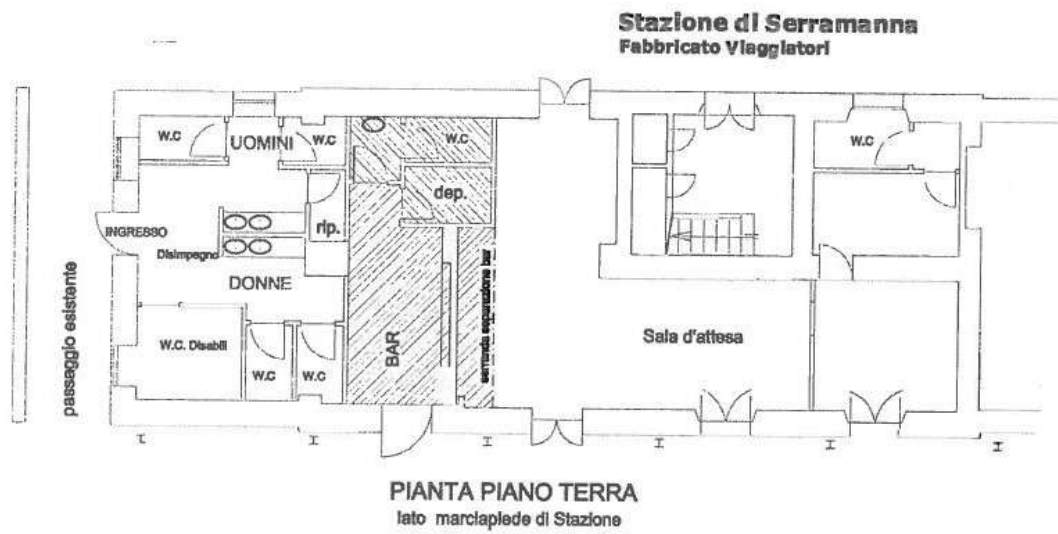 Stazione di Serramanna
Fabbricato Viaggiatori
W.C
UOMINI
W.C
W.C
W.C
dep.
rip.
INGRESSO
Disimpegno
DONNE
passaggio esistente
W.C. Disabili
W.C
W.C
BAR
serranda separazione bar
Sala d'attesa
PIANTA PIANO TERRA
lato marciapiede di Stazione